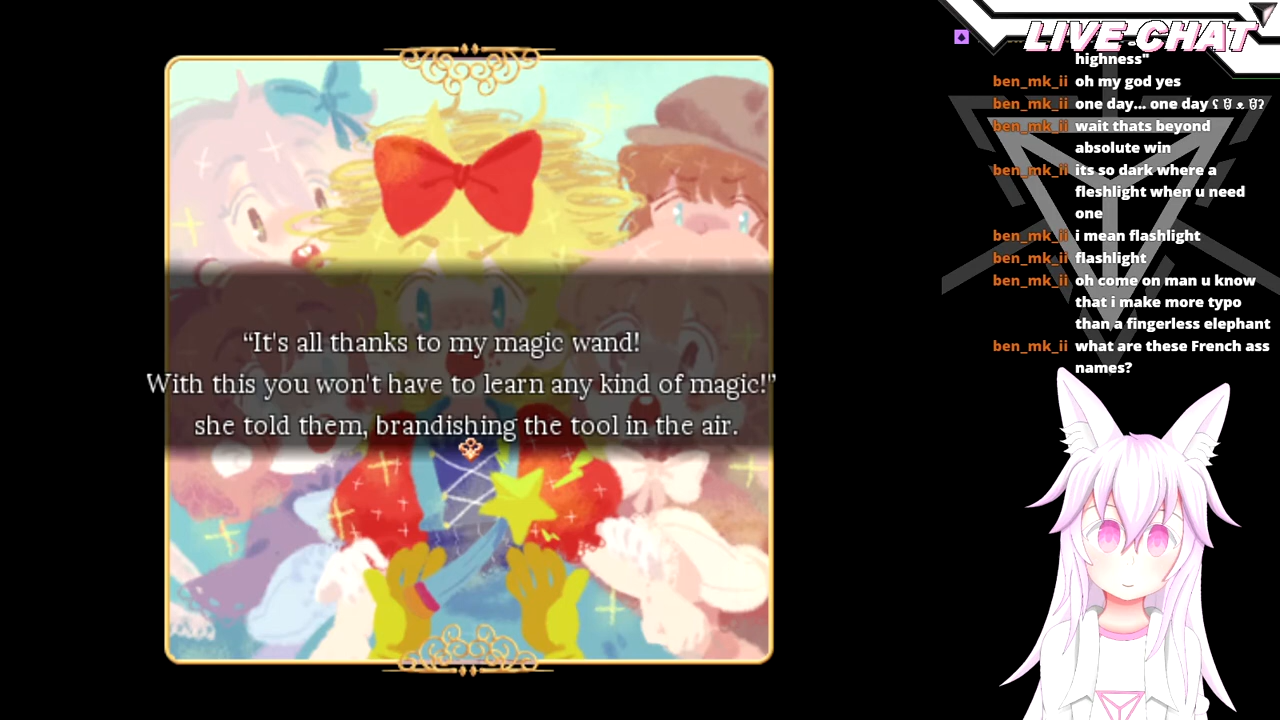 “It's all thanks to my magic wand!
With this you won't have to learn any kind of magic!”
she told them, brandishing the tool in the air.
LIVE CHAT
highness"
ben_mk_ii oh my god yes
ben_mk_ii one day... one day ʕ ꆤ ᴥ ꆤʔ
ben_mk_ii wait thats beyond
absolute win
ben_mk_ii its so dark where a
fleshlight when u need
one
ben_mk_ii i mean flashlight
ben_mk_ii flashlight
ben_mk_ii oh come on man u know
that i make more typo
than a fingerless elephant
ben_mk_ii what are these French ass
names?